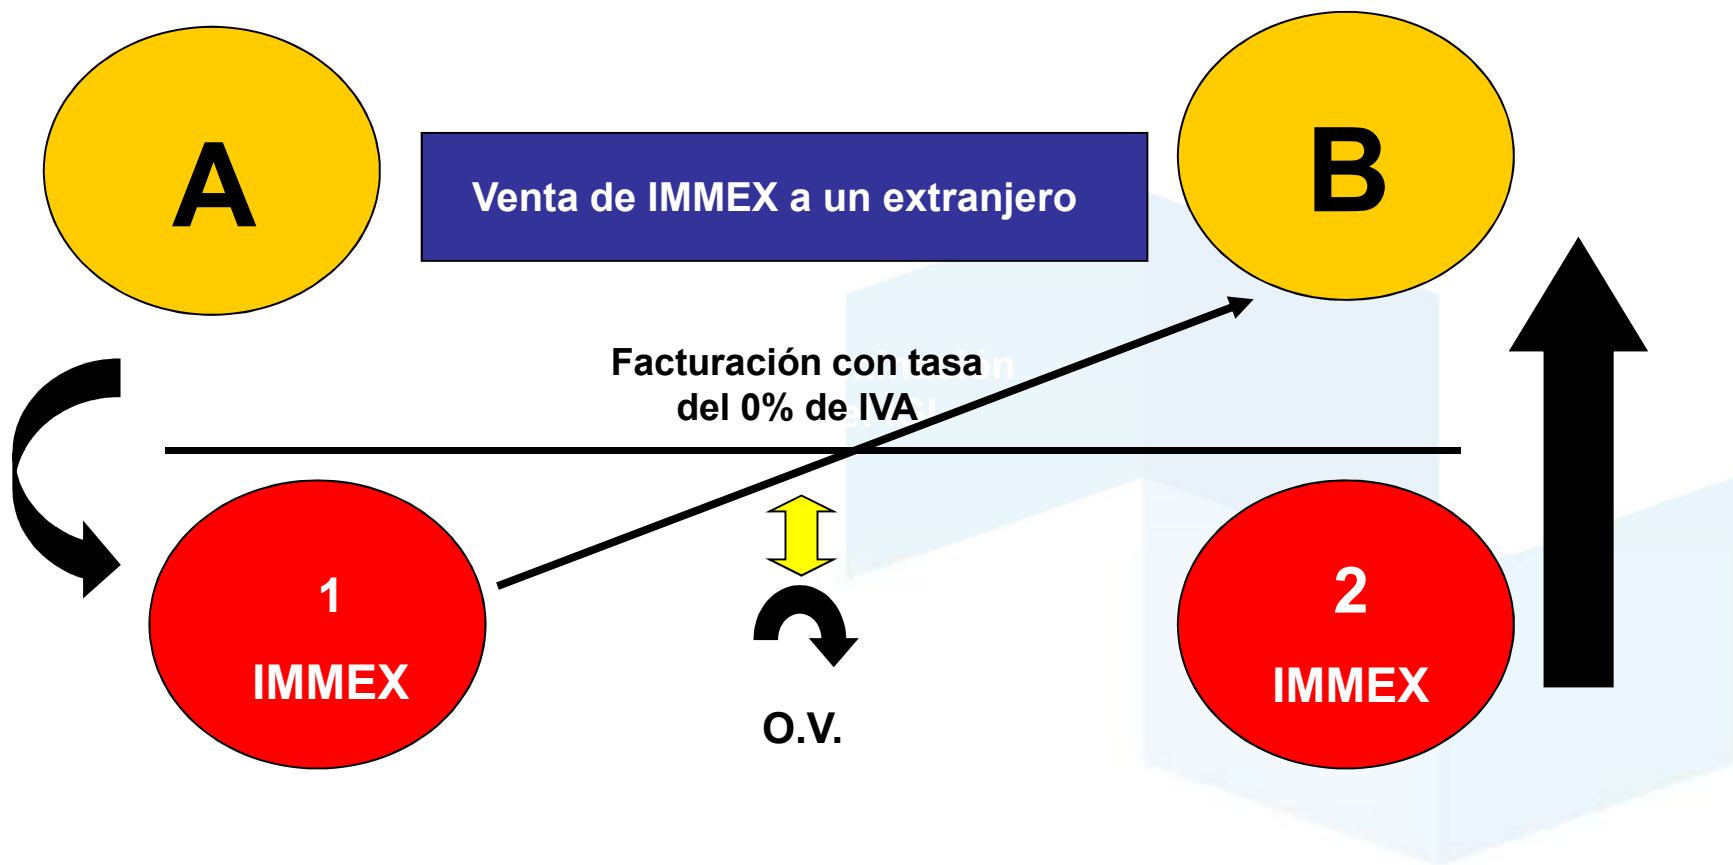 A
B
Venta de IMMEX a un extranjero
Facturación con tasa
del 0% de IVA
1
IMMEX
2
IMMEX
O.V.